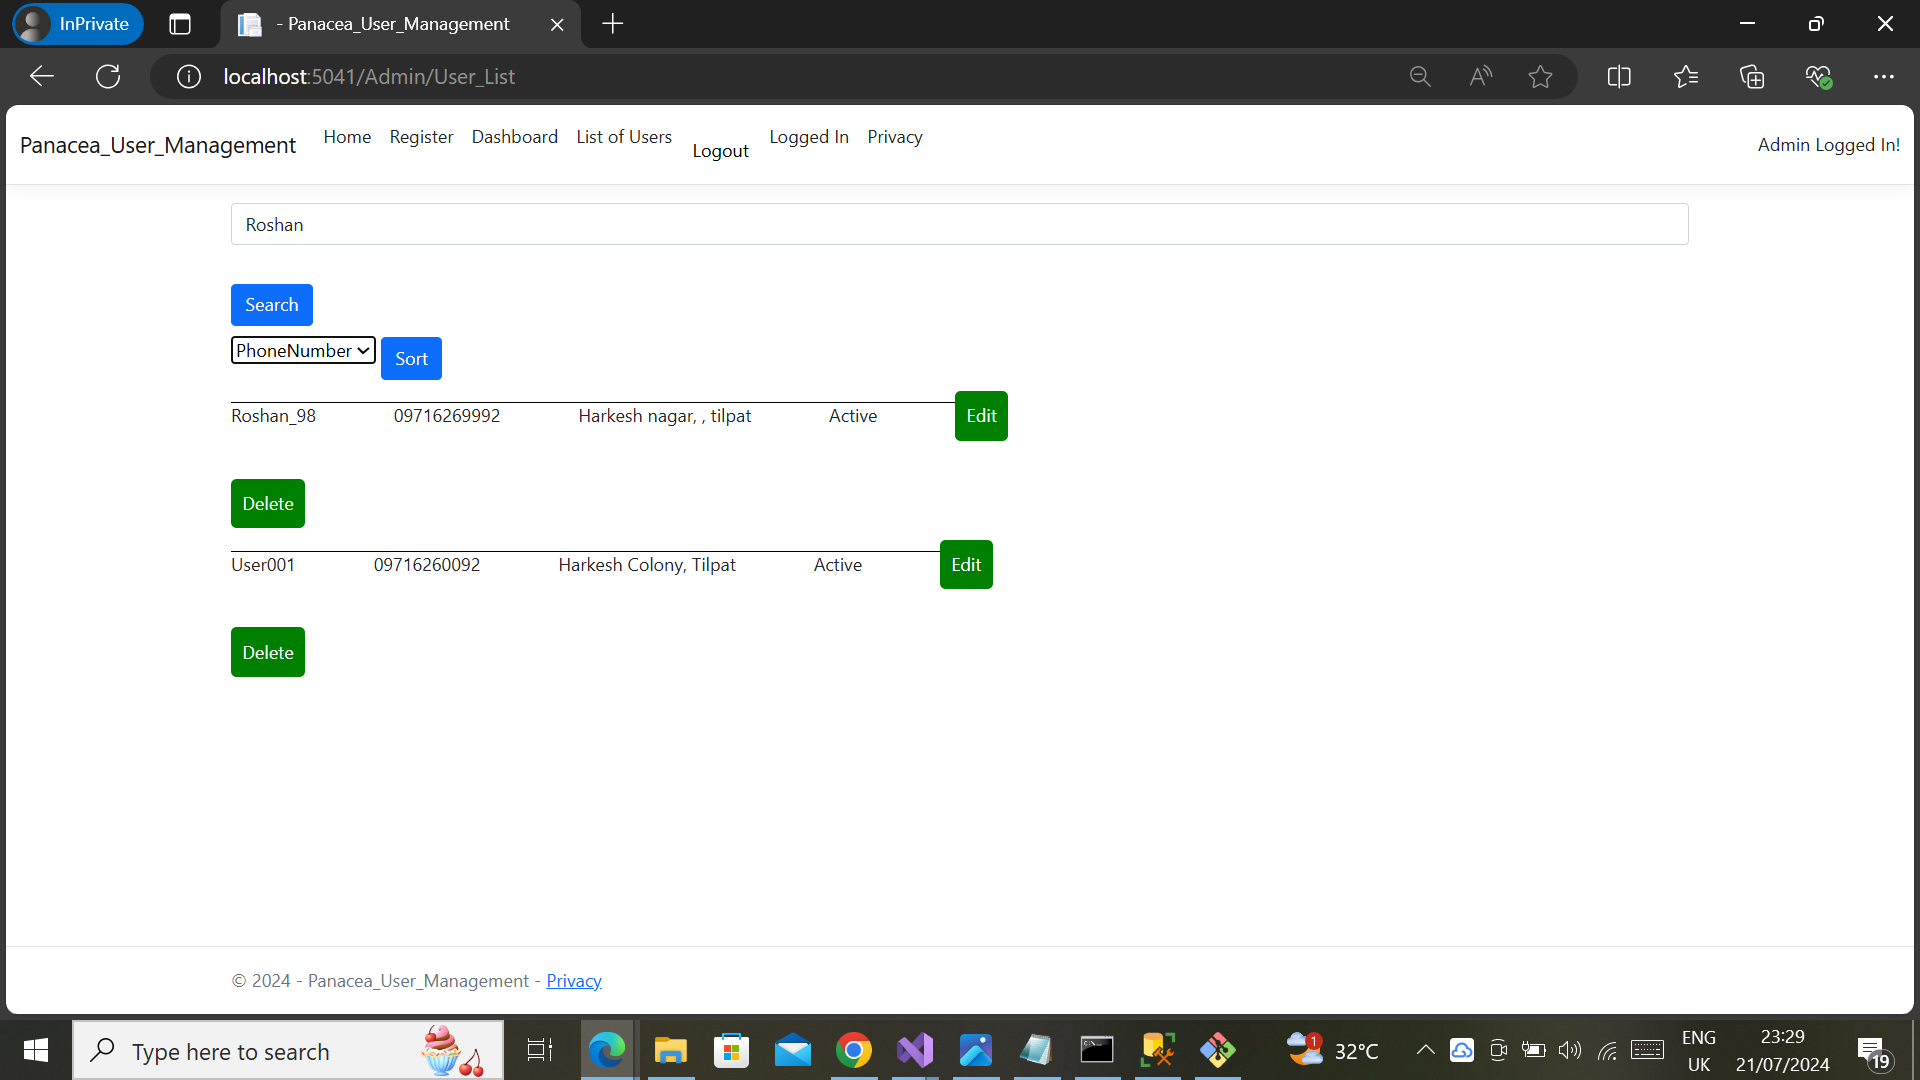 InPrivate
- Panacea_User_Management
localhost:5041/Admin/User_List
Panacea_User_Management Home Register Dashboard List of Users Logout Logged In Privacy Admin Logged In!
Roshan
Search
PhoneNumber Sort
Roshan_98 09716269992 Harkesh nagar, , tilpat Active Edit
Delete
User001 09716260092 Harkesh Colony, Tilpat Active Edit
Delete
© 2024 - Panacea_User_Management - Privacy
Type here to search
1
32°C
ENG
UK
23:29
21/07/2024
19